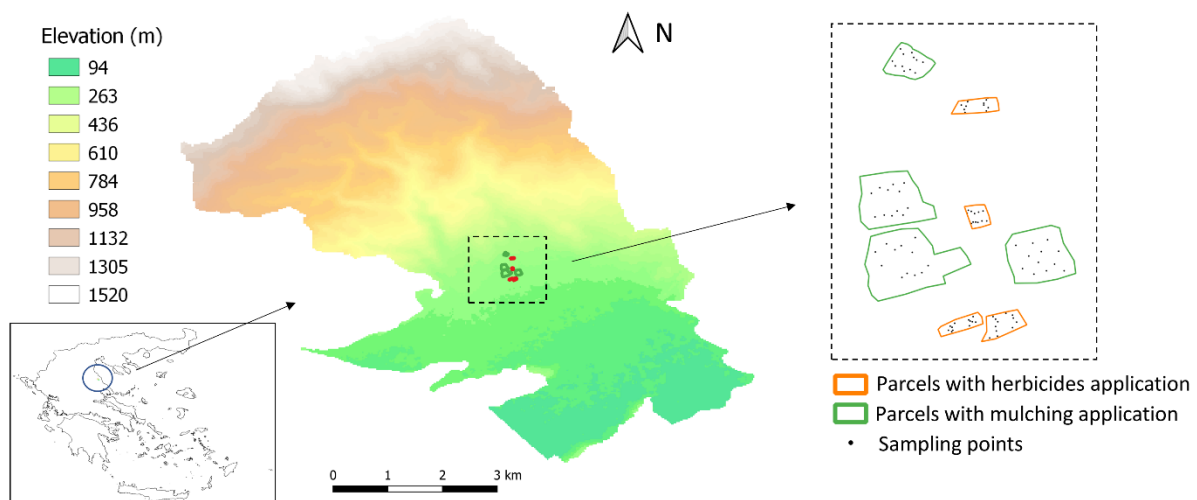 Elevation (m)
94
263
436
610
784
958
1132
1305
1520
N
0 1 2 3 km
Parcels with herbicides application
Parcels with mulching application
Sampling points